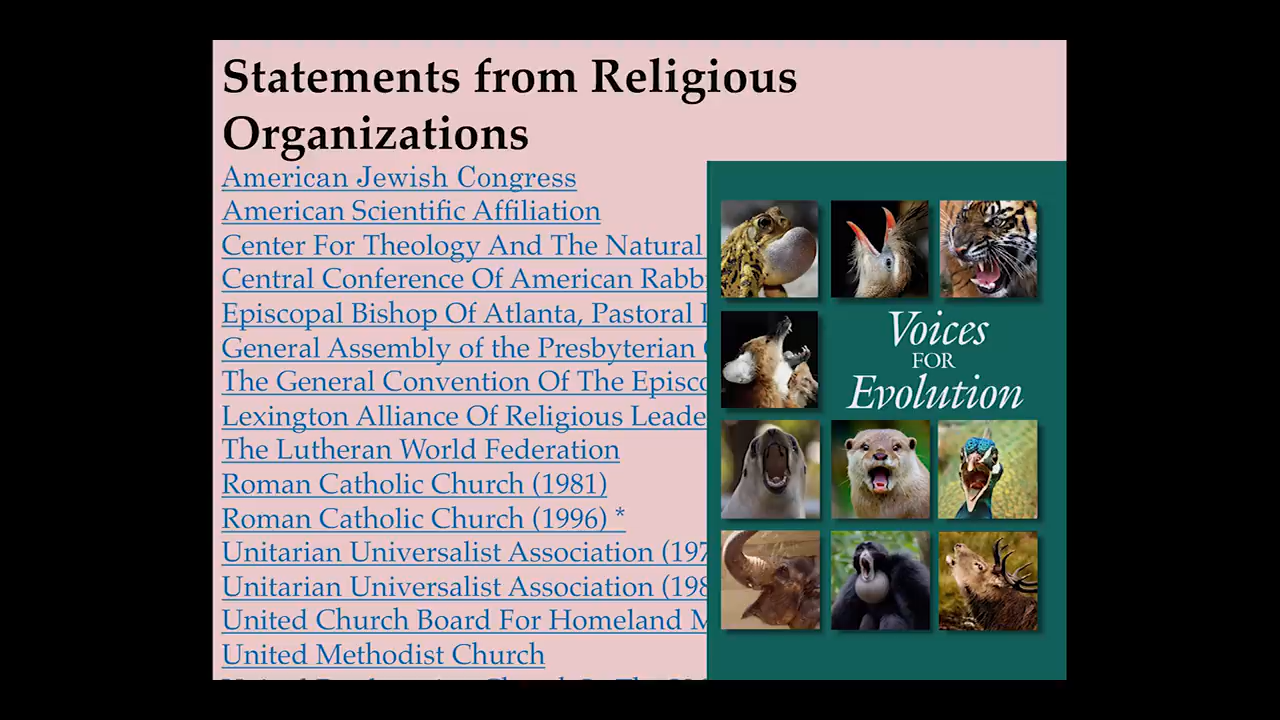 Statements from Religious
Organizations
American Jewish Congress
American Scientific Affiliation
Center For Theology And The Natural
Central Conference Of American
Episcopal Bishop Of Atlanta, Pastoral
General Assembly of the Presbyterian
The General Convention Of The
Lexington Alliance Of Religious
The Lutheran World Federation
Roman Catholic Church (1981)
Roman Catholic Church (1996) *
Unitarian Universalist Association
Unitarian Universalist Association
United Church Board For Homeland
United Methodist Church
Voices
FOR
Evolution